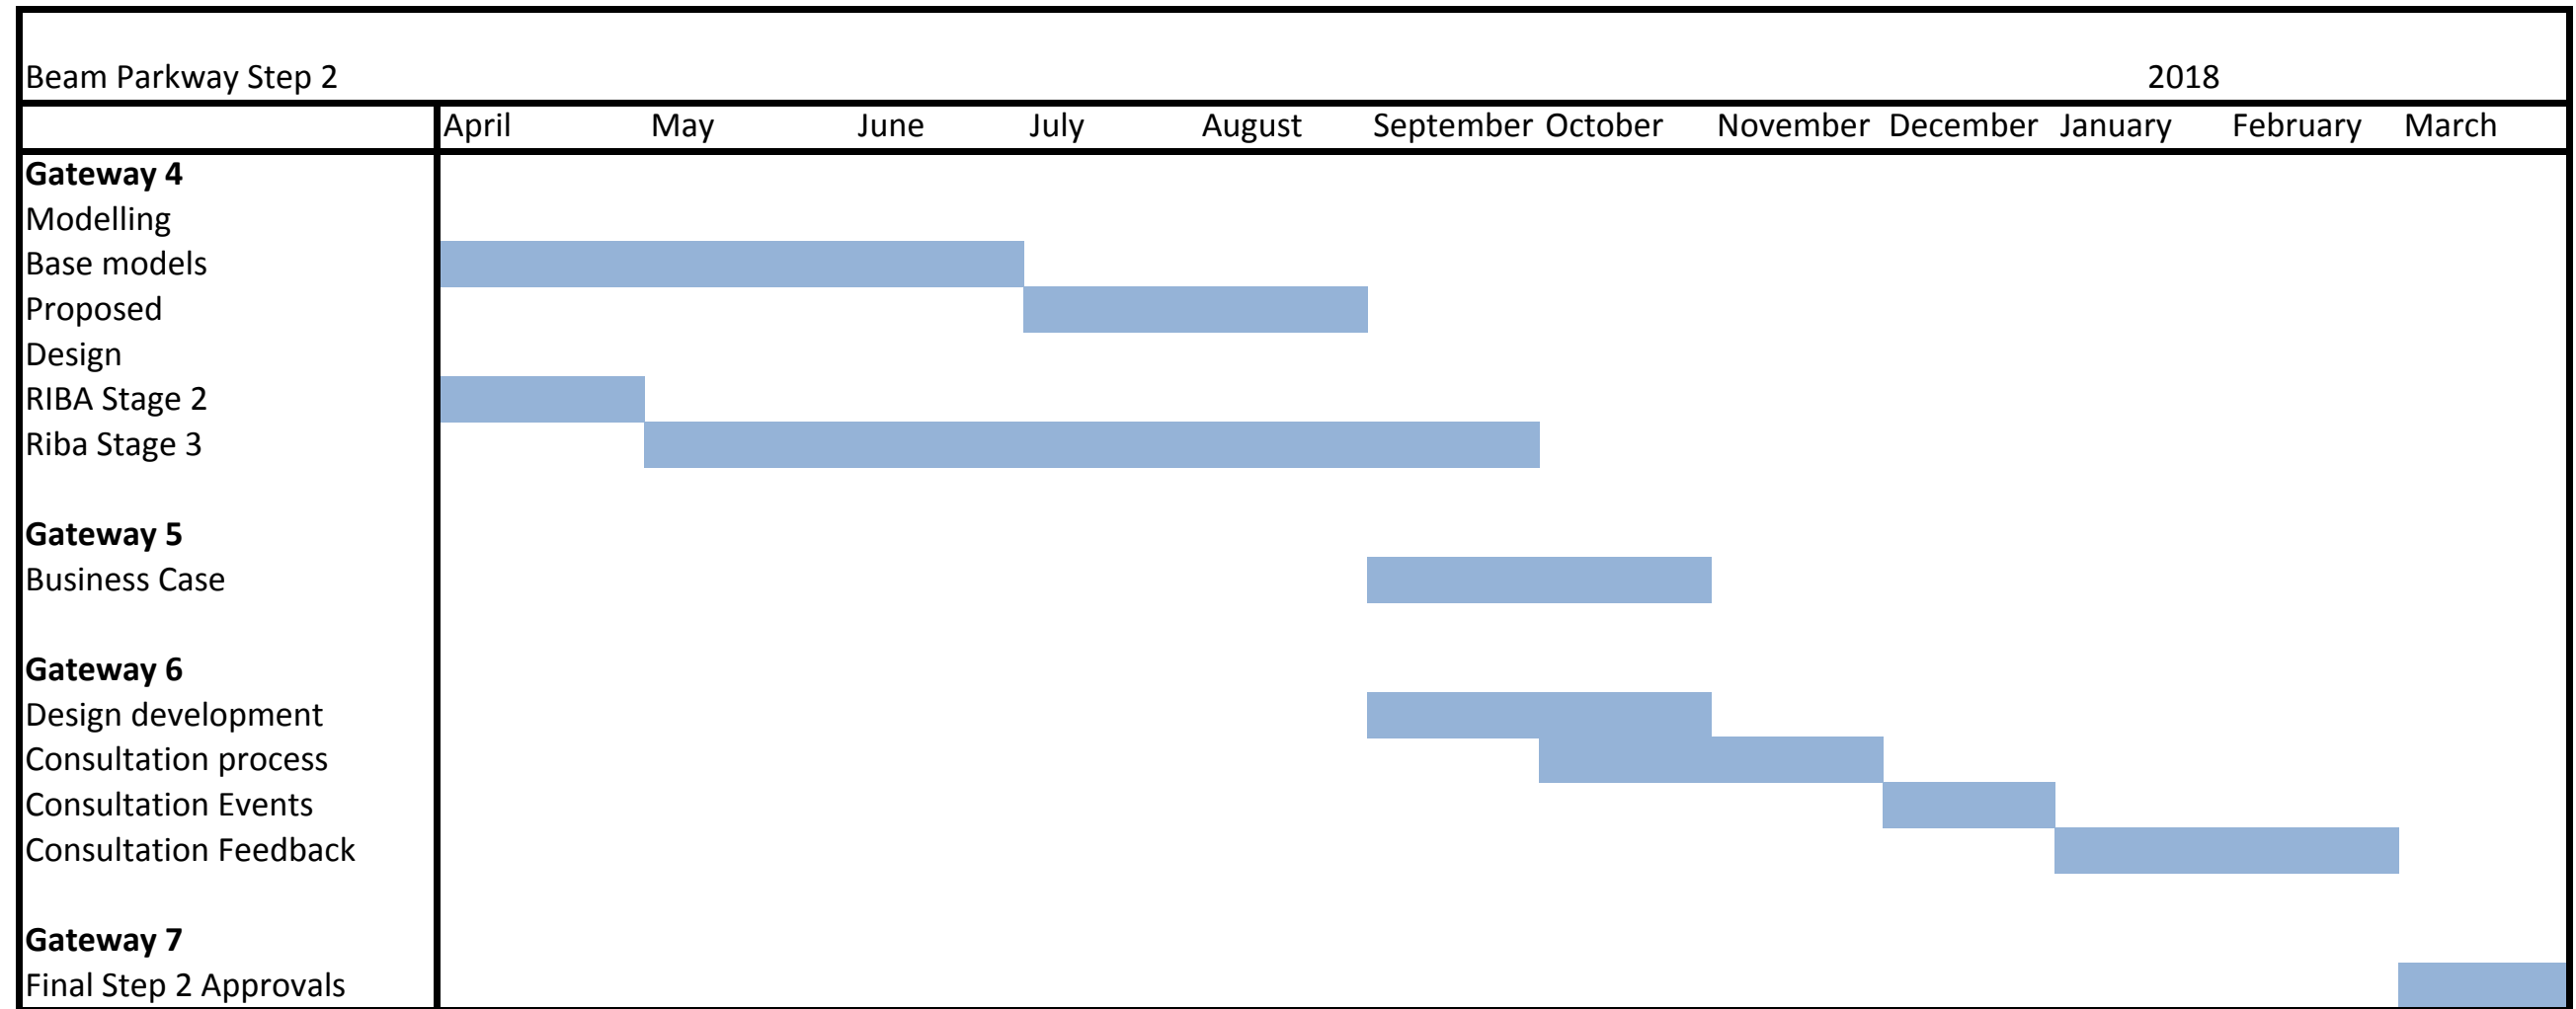 Beam Parkway Step 2 2018
April May June July August September October November December January February March
Gateway 4
Modelling
Base models
Proposed
Design
RIBA Stage 2
Riba Stage 3
Gateway 5
Business Case
Gateway 6
Design development
Consultation process
Consultation Events
Consultation Feedback
Gateway 7
Final Step 2 Approvals